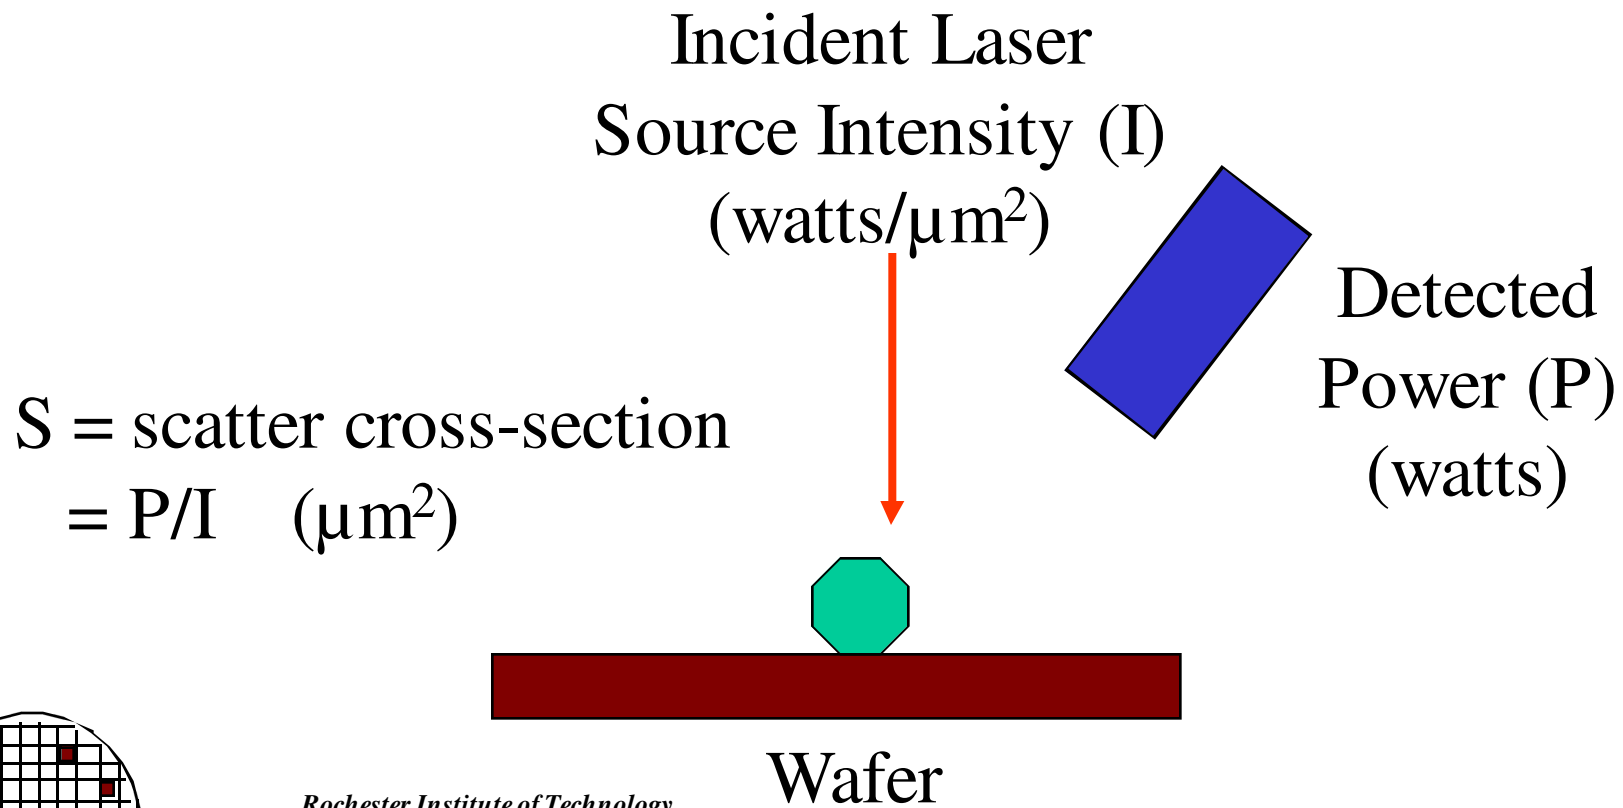 Incident Laser
Source Intensity (I)
(watts/µm²)
Detected
Power (P)
(watts)
S = scatter cross-section
= P/I (µm²)
Wafer
Rochester Institute of Technology